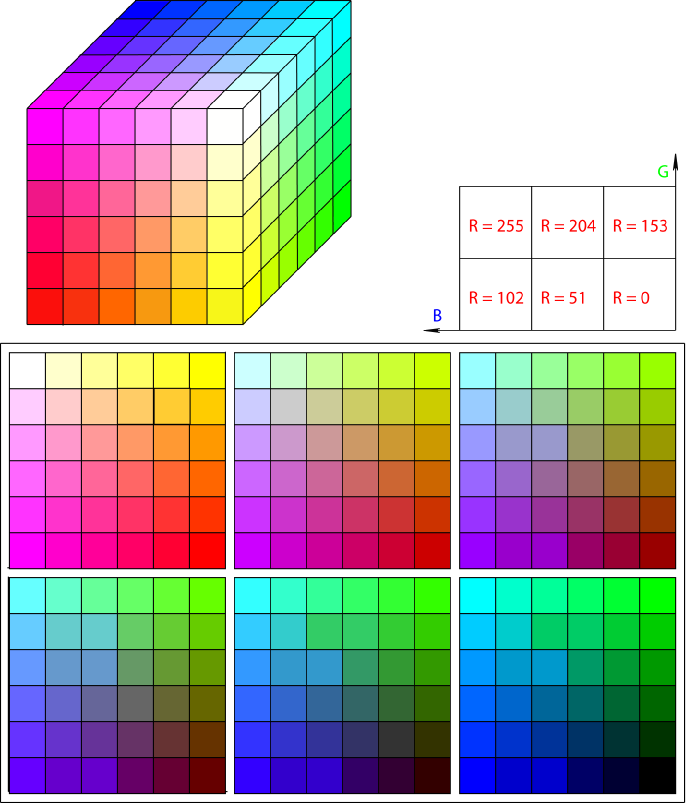 G
R = 255 R = 204 R = 153
R = 102 R = 51 R = 0
B